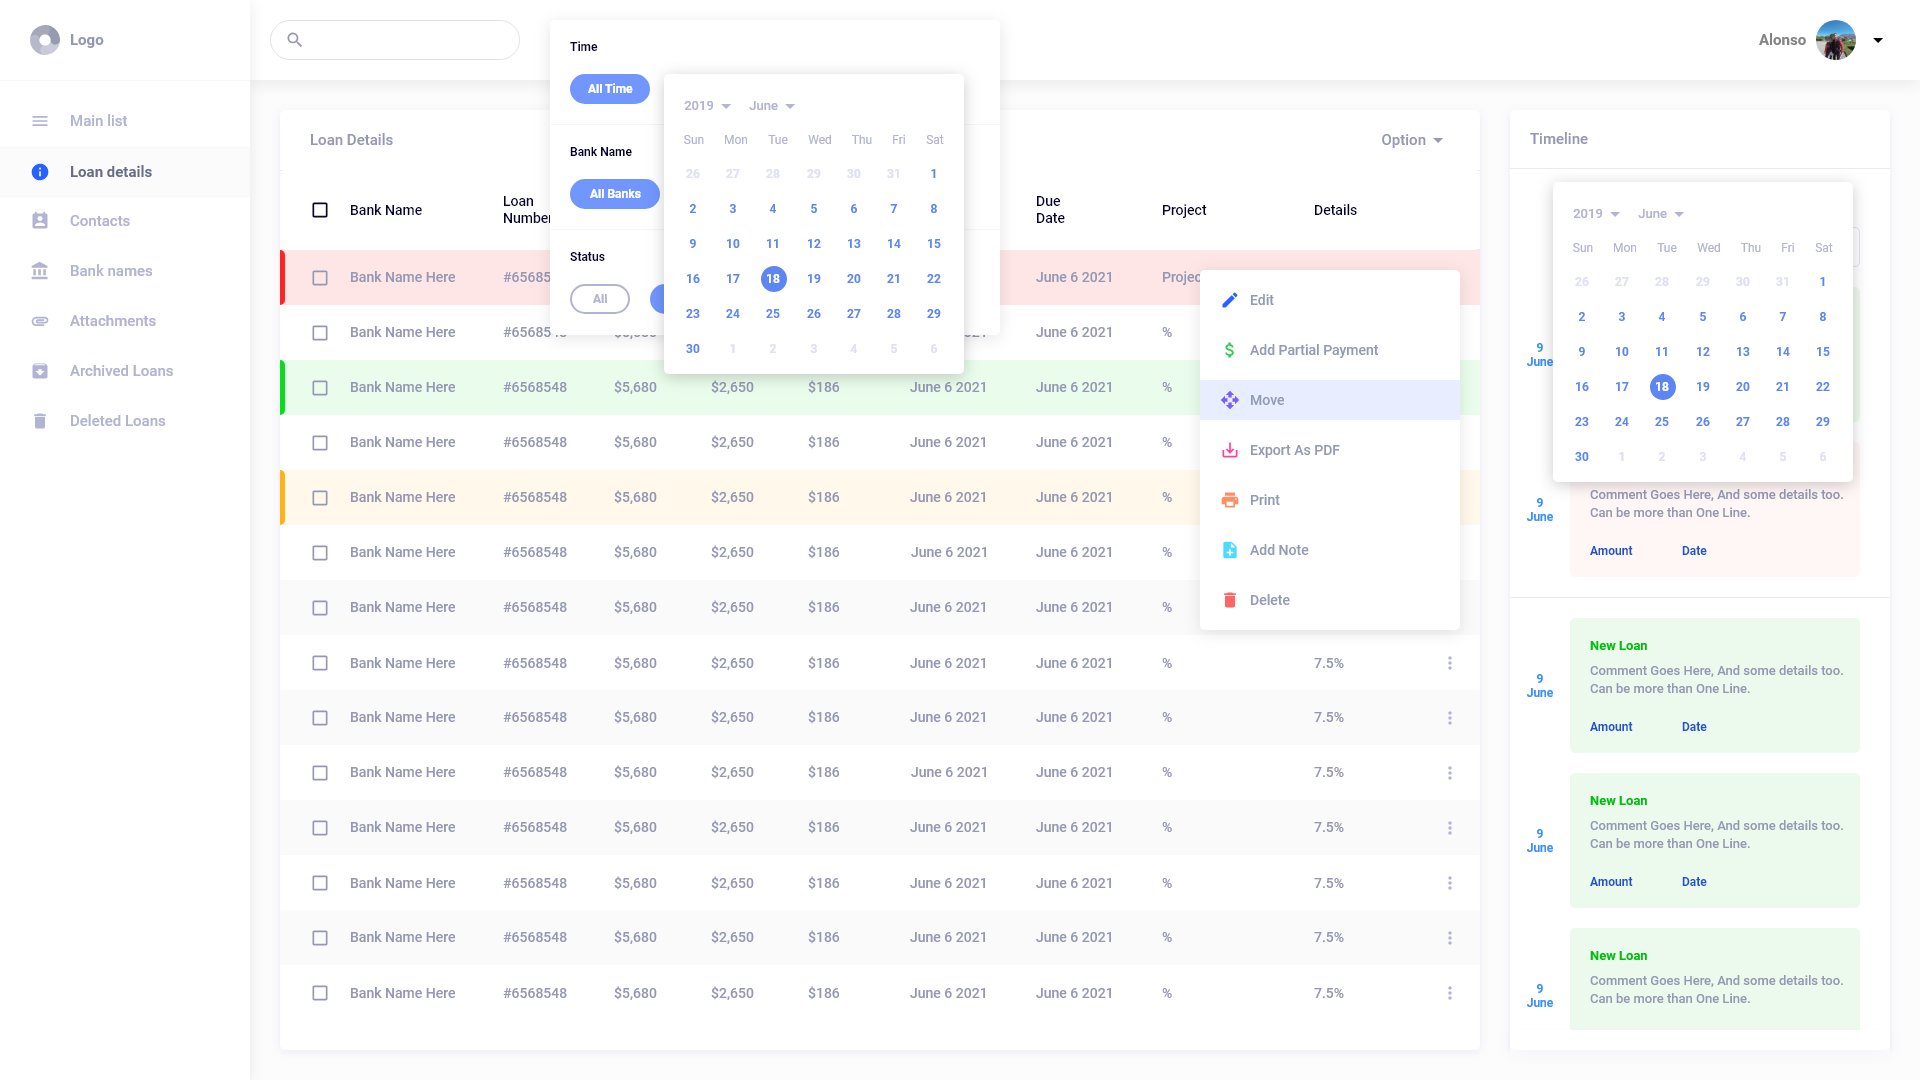 Logo
Alonso
Main list
Loan details
Contacts
Bank names
Attachments
Archived Loans
Deleted Loans
Time
All Time
Bank Name
All Banks
Status
All
2019 June
Sun Mon Tue Wed Thu Fri Sat
26 27 28 29 30 31 1
2 3 4 5 6 7 8
9 10 11 12 13 14 15
16 17 18 19 20 21 22
23 24 25 26 27 28 29
30 1 2 3 4 5 6
Loan Details
Option
Bank Name
Loan
Number
Due
Date
Project
Details
Bank Name Here #6568 June 6 2021 Projec
Bank Name Here #6568548 $5,680 2021 June 6 2021 %
Bank Name Here #6568548 $5,680 $2,650 $186 June 6 2021 June 6 2021 %
Bank Name Here #6568548 $5,680 $2,650 $186 June 6 2021 June 6 2021 %
Bank Name Here #6568548 $5,680 $2,650 $186 June 6 2021 June 6 2021 %
Bank Name Here #6568548 $5,680 $2,650 $186 June 6 2021 June 6 2021 %
Bank Name Here #6568548 $5,680 $2,650 $186 June 6 2021 June 6 2021 %
Bank Name Here #6568548 $5,680 $2,650 $186 June 6 2021 June 6 2021 % 7.5%
Bank Name Here #6568548 $5,680 $2,650 $186 June 6 2021 June 6 2021 % 7.5%
Bank Name Here #6568548 $5,680 $2,650 $186 June 6 2021 June 6 2021 % 7.5%
Bank Name Here #6568548 $5,680 $2,650 $186 June 6 2021 June 6 2021 % 7.5%
Bank Name Here #6568548 $5,680 $2,650 $186 June 6 2021 June 6 2021 % 7.5%
Bank Name Here #6568548 $5,680 $2,650 $186 June 6 2021 June 6 2021 % 7.5%
Bank Name Here #6568548 $5,680 $2,650 $186 June 6 2021 June 6 2021 % 7.5%
Edit
Add Partial Payment
Move
Export As PDF
Print
Add Note
Delete
Timeline
2019 June
Sun Mon Tue Wed Thu Fri Sat
26 27 28 29 30 31 1
2 3 4 5 6 7 8
9 10 11 12 13 14 15
16 17 18 19 20 21 22
23 24 25 26 27 28 29
30 1 2 3 4 5 6
9
June
9
June
Comment Goes Here, And some details too.
Can be more than One Line.
Amount Date
9
June
New Loan
Comment Goes Here, And some details too.
Can be more than One Line.
Amount Date
9
June
New Loan
Comment Goes Here, And some details too.
Can be more than One Line.
Amount Date
9
June
New Loan
Comment Goes Here, And some details too.
Can be more than One Line.